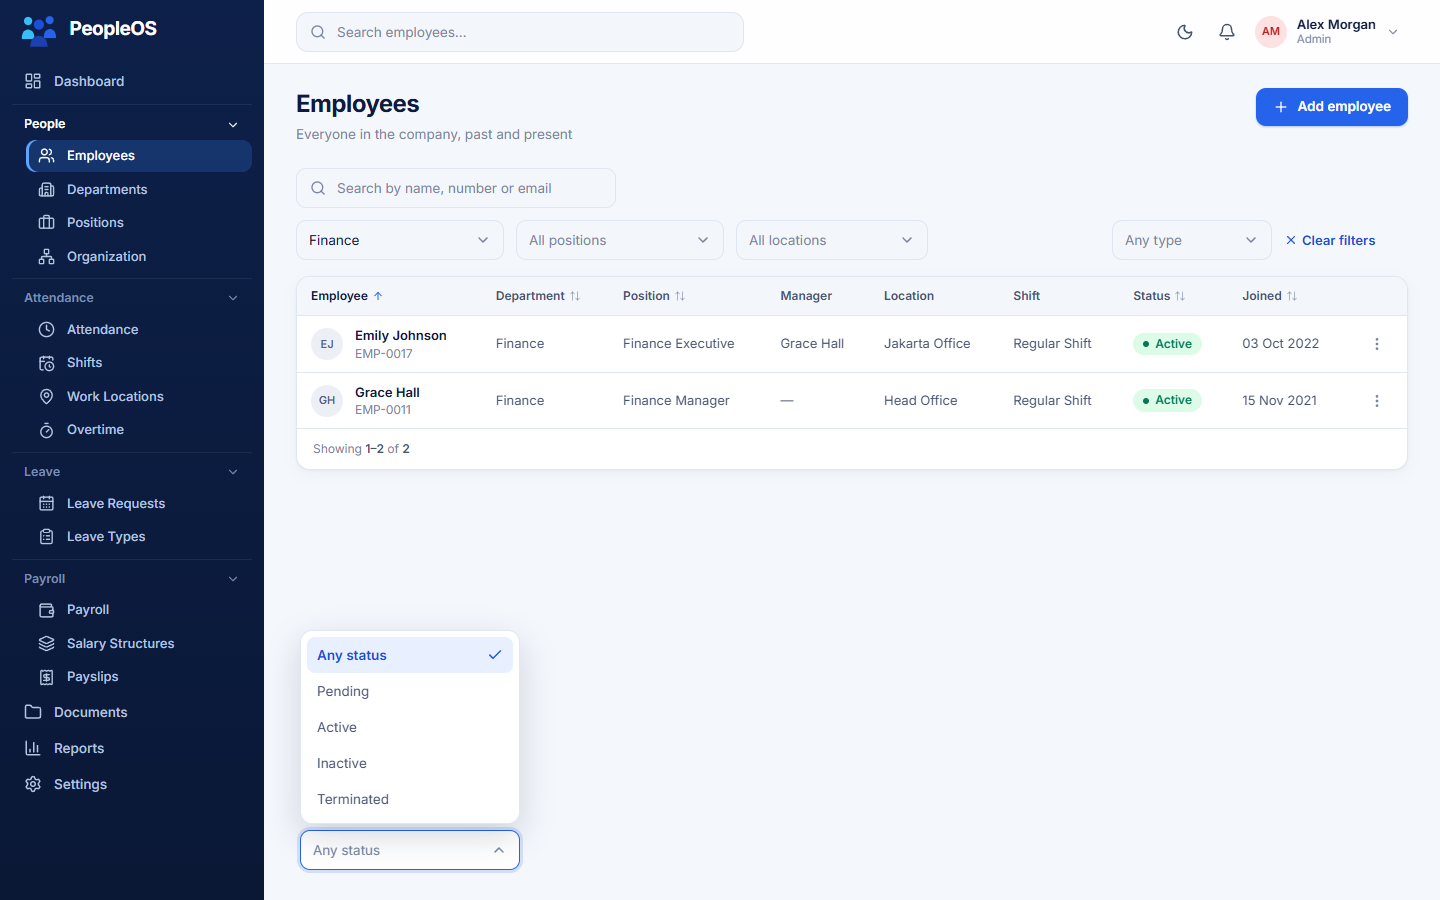 PeopleOS
Dashboard
People
Employees
Departments
Positions
Organization
Attendance
Attendance
Shifts
Work Locations
Overtime
Leave
Leave Requests
Leave Types
Payroll
Payroll
Salary Structures
Payslips
Documents
Reports
Settings
Search employees...
AM
Alex Morgan
Admin
Employees
Everyone in the company, past and present
Add employee
Search by name, number or email
Finance
All positions
All locations
Any type
Clear filters
Employee Department Position Manager Location Shift Status Joined
EJ Emily Johnson EMP-0017 Finance Finance Executive Grace Hall Jakarta Office Regular Shift Active 03 Oct 2022
GH Grace Hall EMP-0011 Finance Finance Manager — Head Office Regular Shift Active 15 Nov 2021
Showing 1–2 of 2
Any status
Pending
Active
Inactive
Terminated
Any status